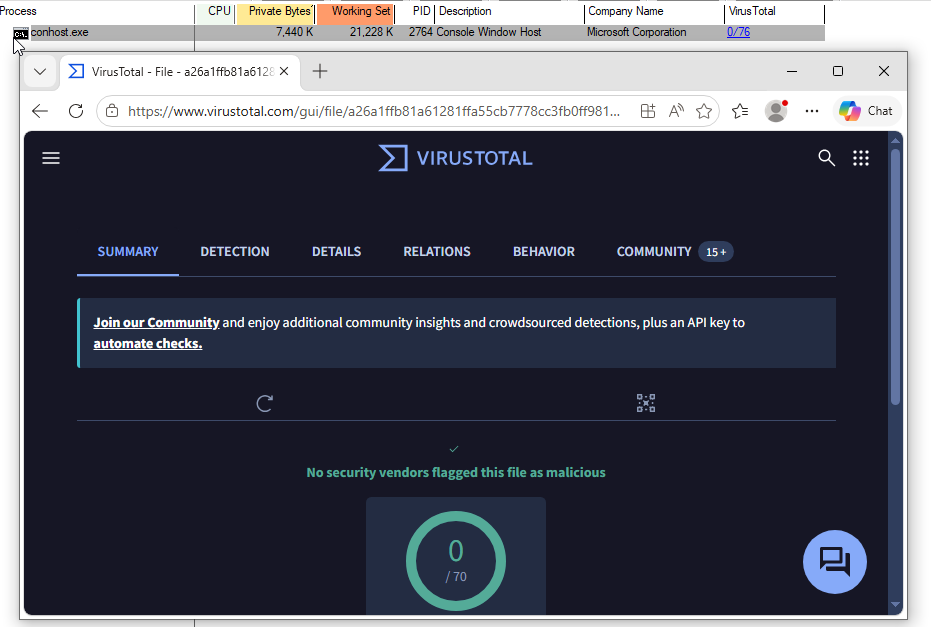 Process CPU Private Bytes Working Set PID Description Company Name VirusTotal
conhost.exe 7,440 K 21,228 K 2764 Console Window Host Microsoft Corporation 0/76
VirusTotal - File - a26a1ffb81a6128
https://www.virustotal.com/gui/file/a26a1ffb81a61281ffa55cb7778cc3fb0ff981... Chat
VIRUSTOTAL
SUMMARY DETECTION DETAILS RELATIONS BEHAVIOR COMMUNITY 15+
Join our Community and enjoy additional community insights and crowdsourced detections, plus an API key to
automate checks.
No security vendors flagged this file as malicious
0
/ 70